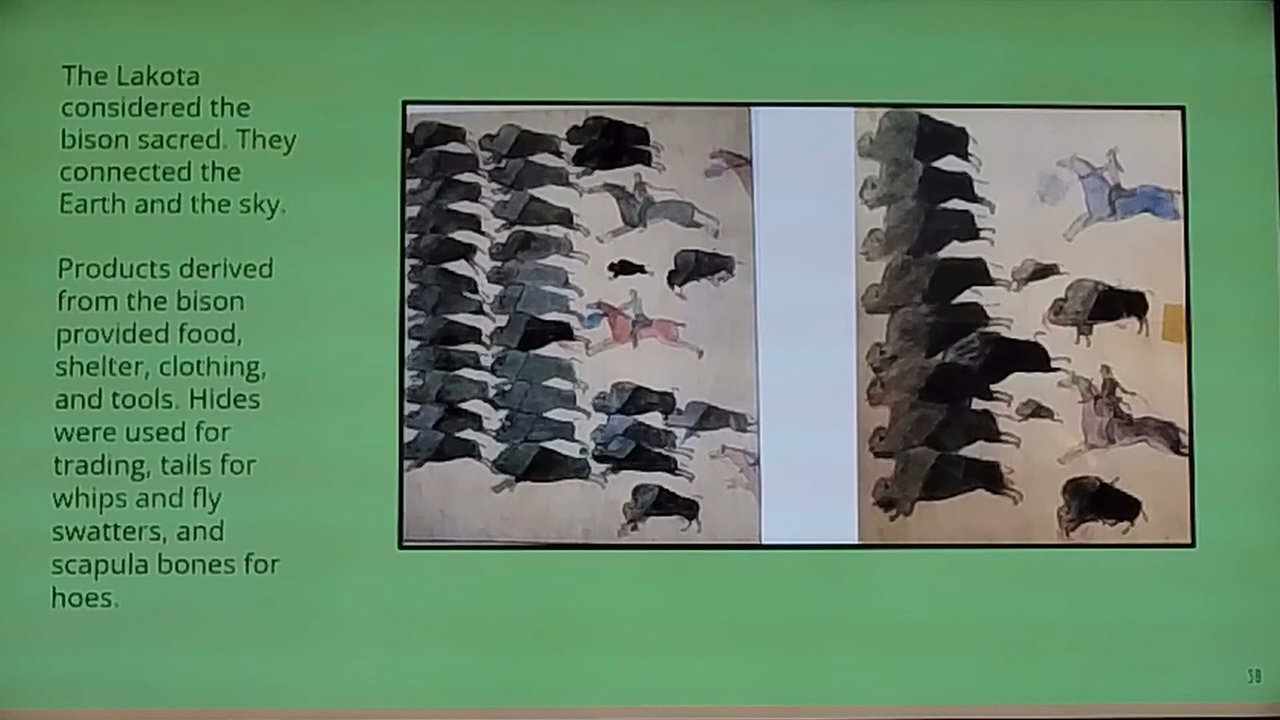 The Lakota
considered the
bison sacred. They
connected the
Earth and the sky.
Products derived
from the bison
provided food,
shelter, clothing,
and tools. Hides
were used for
trading, tails for
whips and fly
swatters, and
scapula bones for
hoes.
38